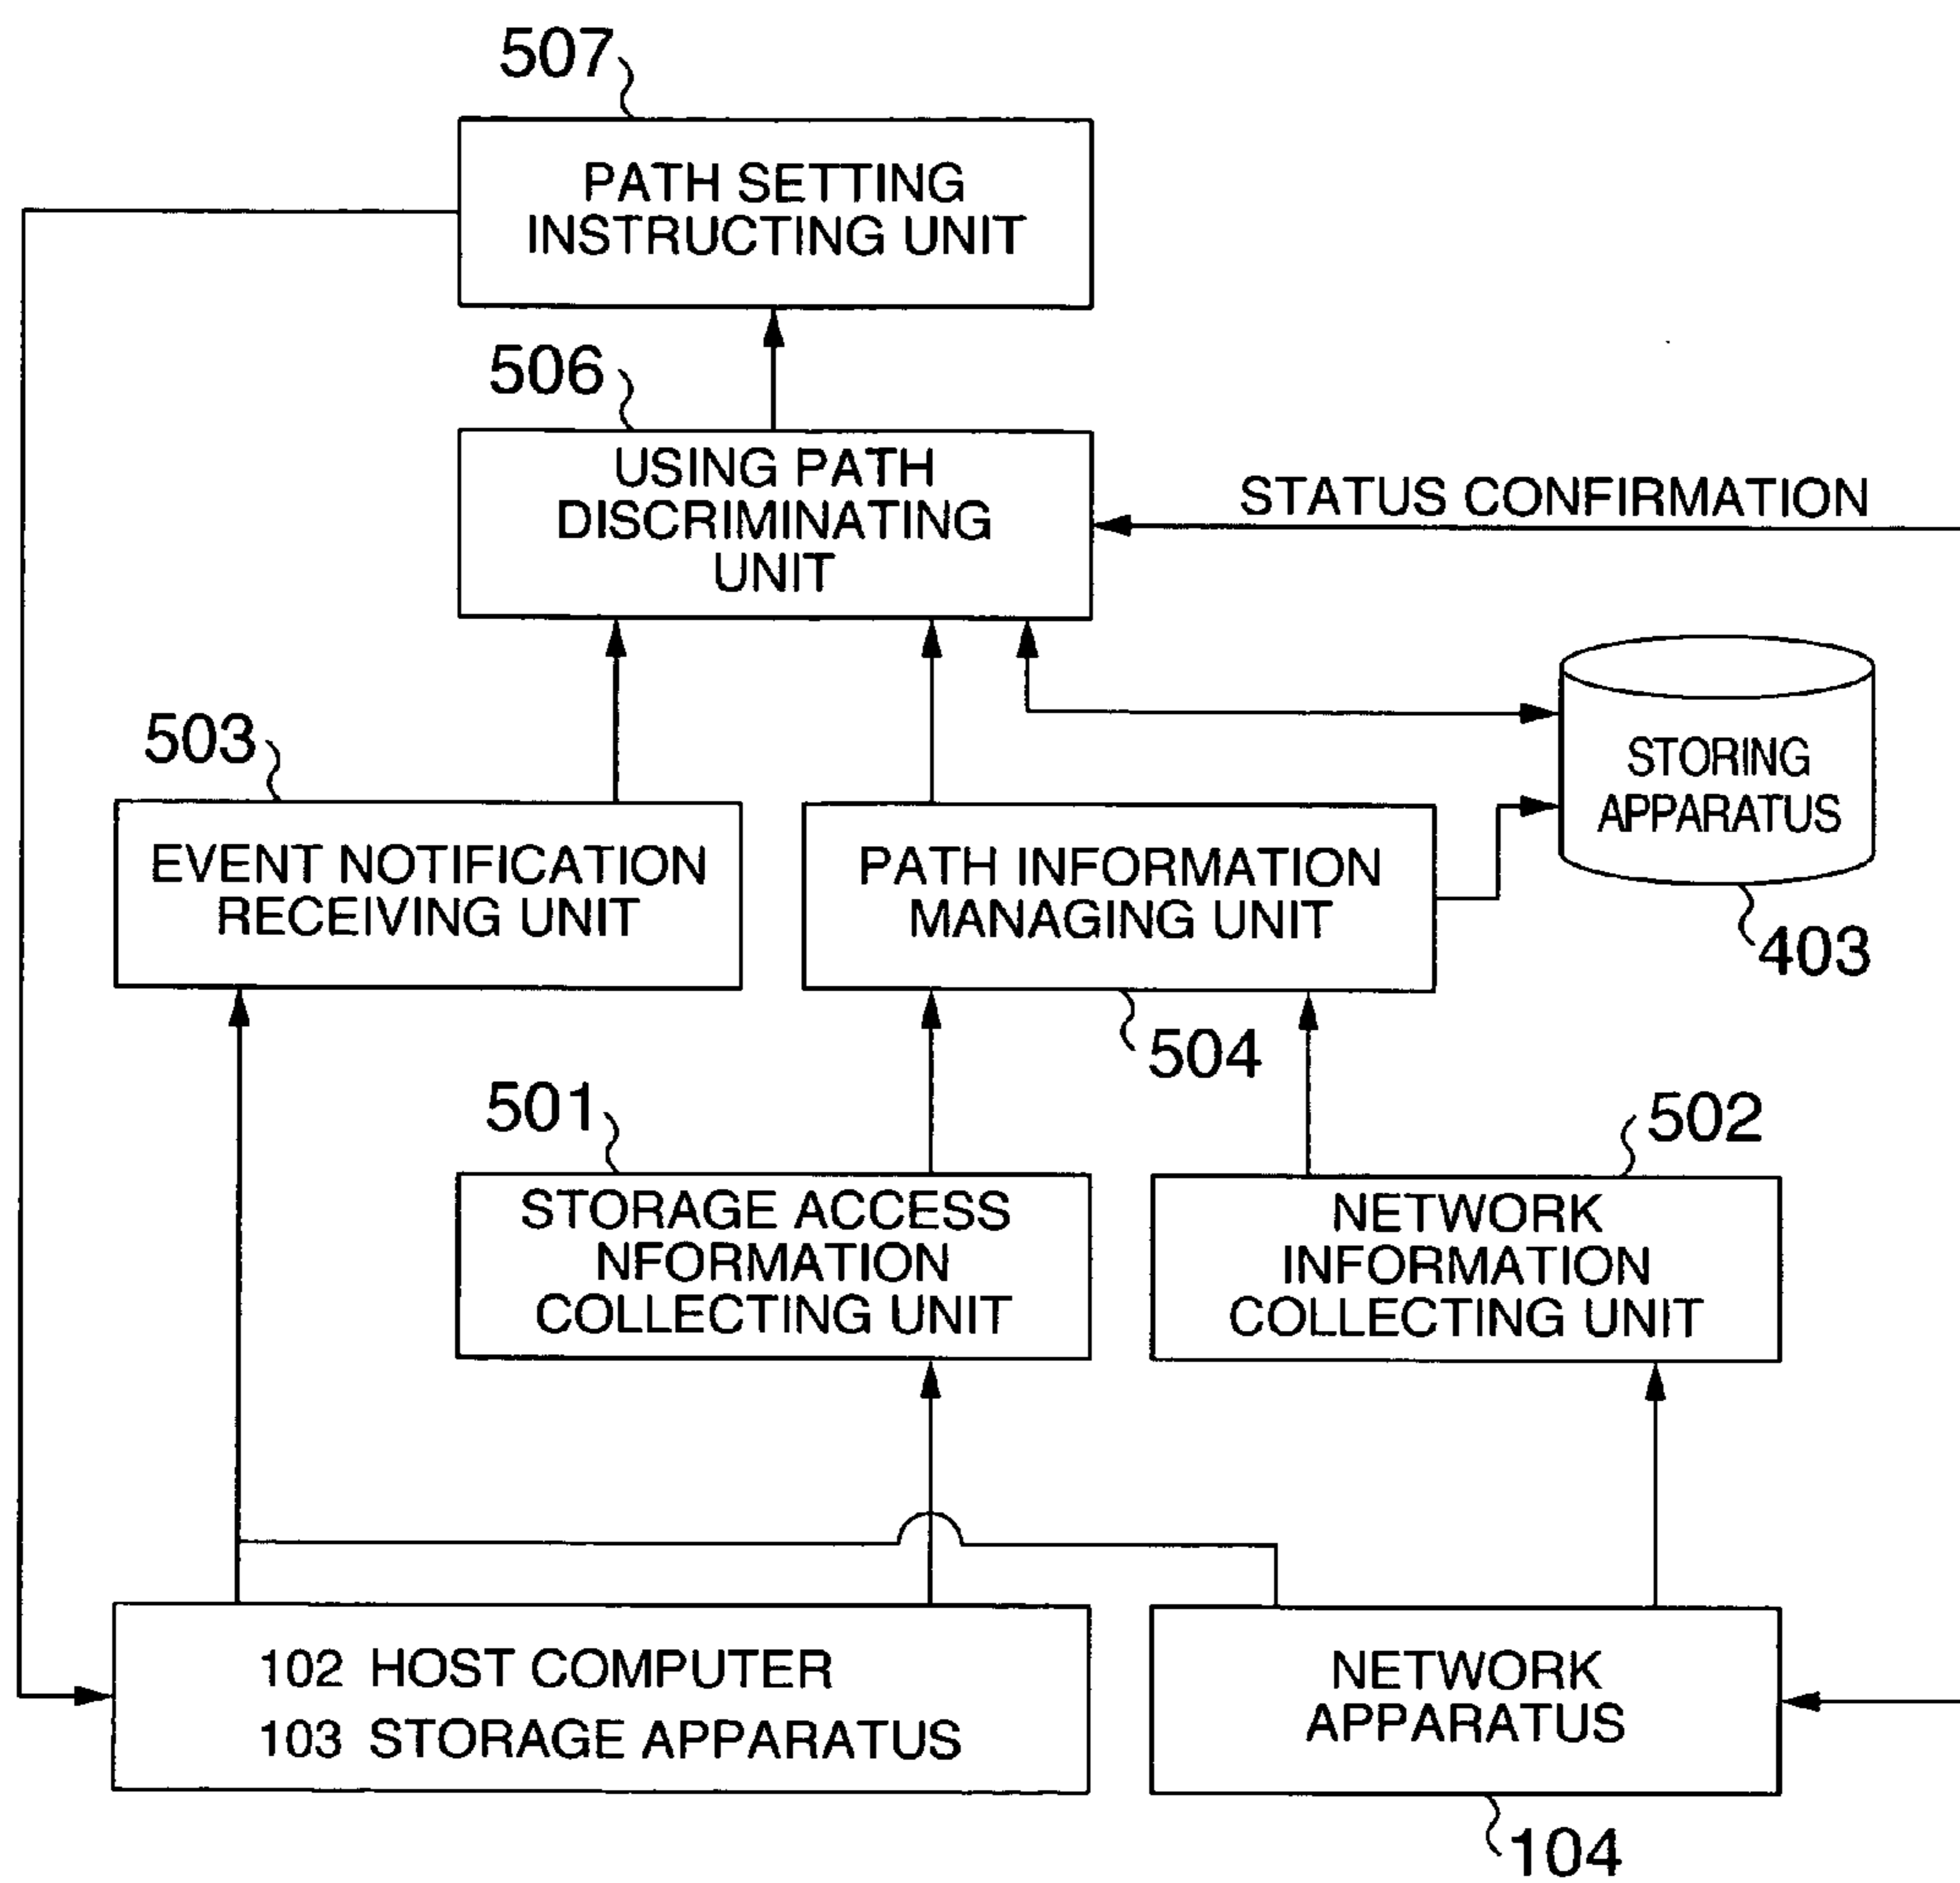 507
PATH SETTING
INSTRUCTING UNIT
506
USING PATH
DISCRIMINATING
UNIT
STATUS CONFIRMATION
503
EVENT NOTIFICATION
RECEIVING UNIT
PATH INFORMATION
MANAGING UNIT
504
STORING
APPARATUS
403
501
STORAGE ACCESS
NFORMATION
COLLECTING UNIT
502
NETWORK
INFORMATION
COLLECTING UNIT
102 HOST COMPUTER
103 STORAGE APPARATUS
NETWORK
APPARATUS
104